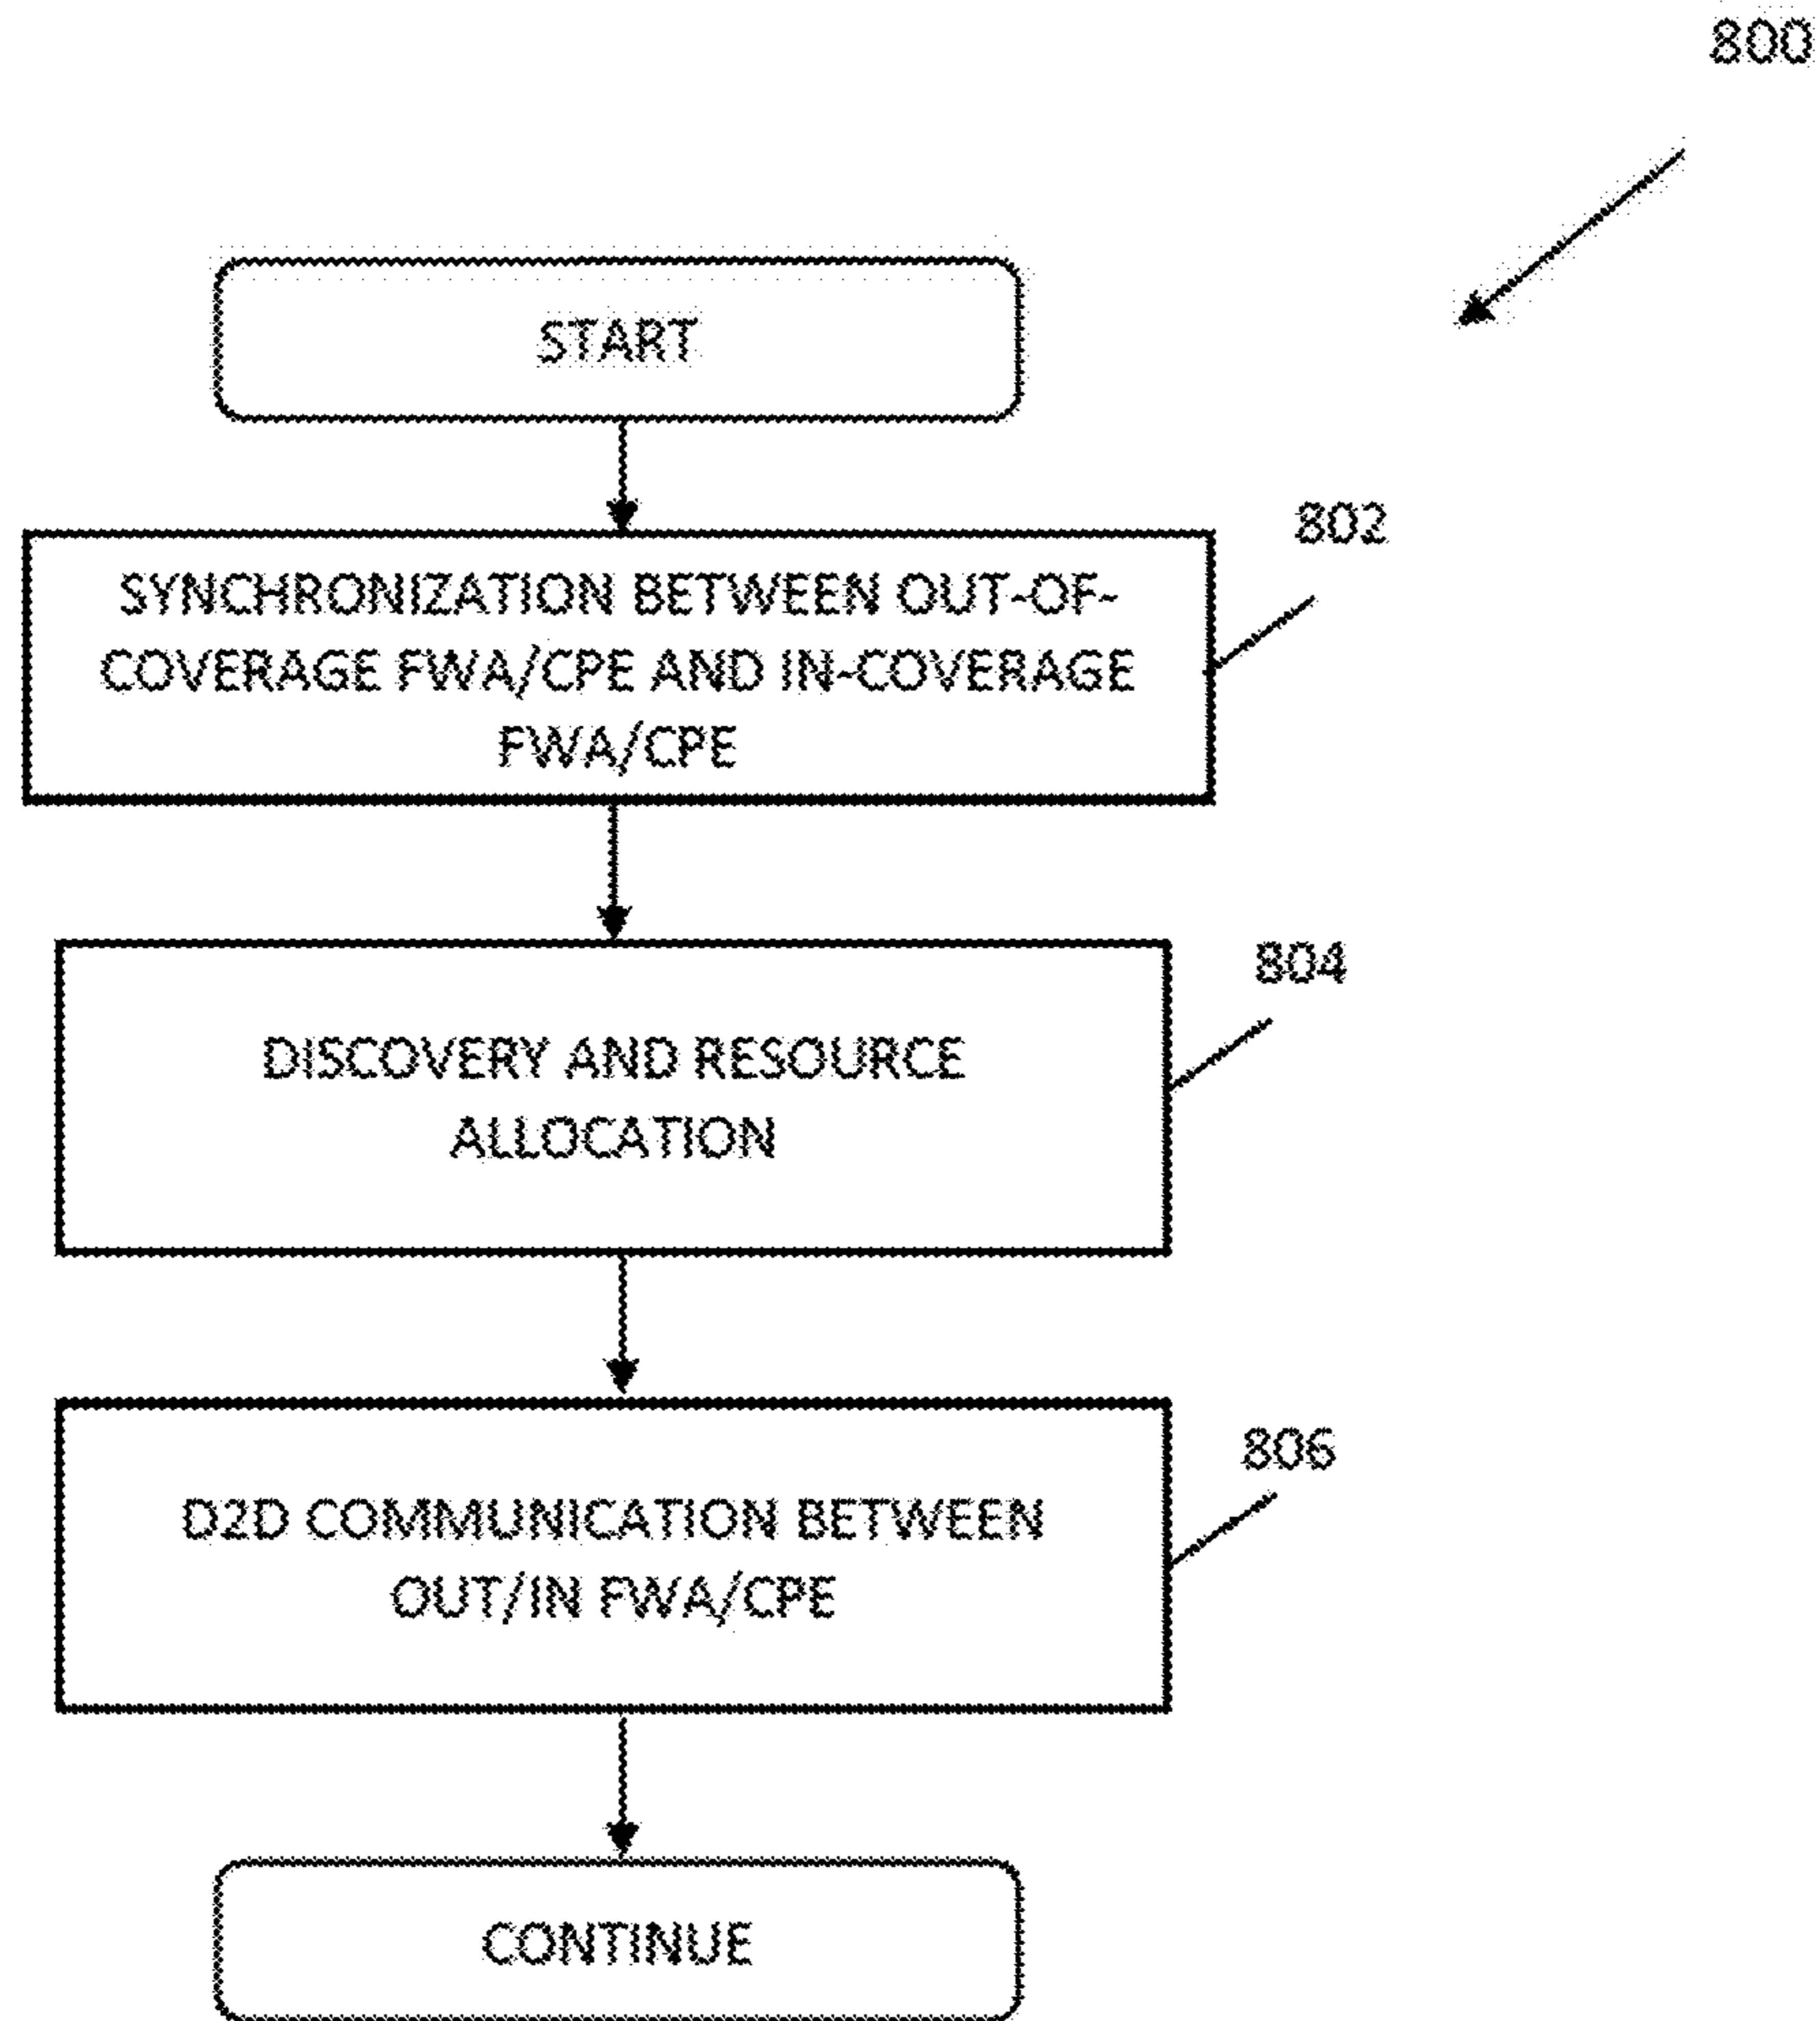 800
START
802
SYNCHRONIZATION BETWEEN OUT-OF-
COVERAGE FWA/CPE AND IN-COVERAGE
FWA/CPE
804
DISCOVERY AND RESOURCE
ALLOCATION
806
D2D COMMUNICATION BETWEEN
OUT/IN FWA/CPE
CONTINUE